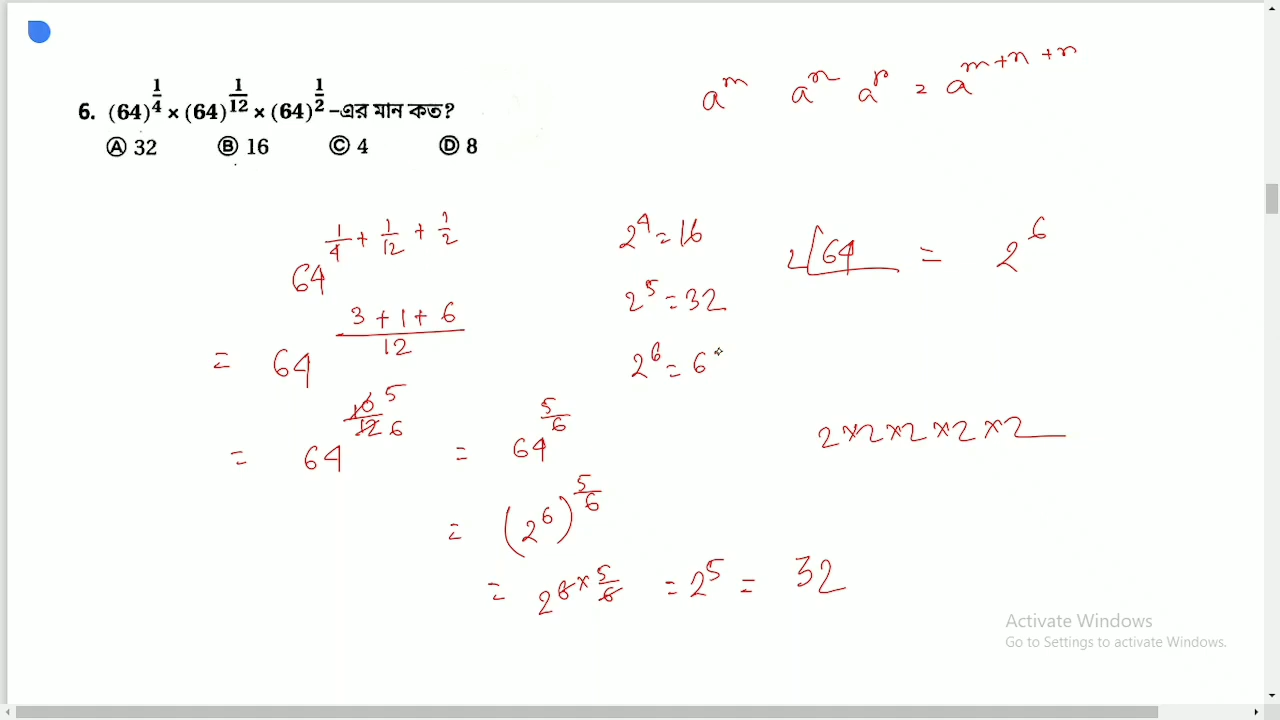 a^m a^n a^r = a^(m+n+r)
6. (64)^(1/4) × (64)^(1/12) × (64)^(1/2) –এর মান কত?
Ⓐ 32 Ⓑ 16 Ⓒ 4 Ⓓ 8
64^(1/4 + 1/12 + 1/2)
2^4 = 16
2 64 = 2^6
2^5 = 32
= 64^((3+1+6)/12)
2^6 = 6
= 64^(10/12) 5 6 = 64^(5/6)
2×2×2×2×2
= (2^6)^(5/6)
= 2^(6×5/6) = 2^5 = 32
Activate Windows
Go to Settings to activate Windows.